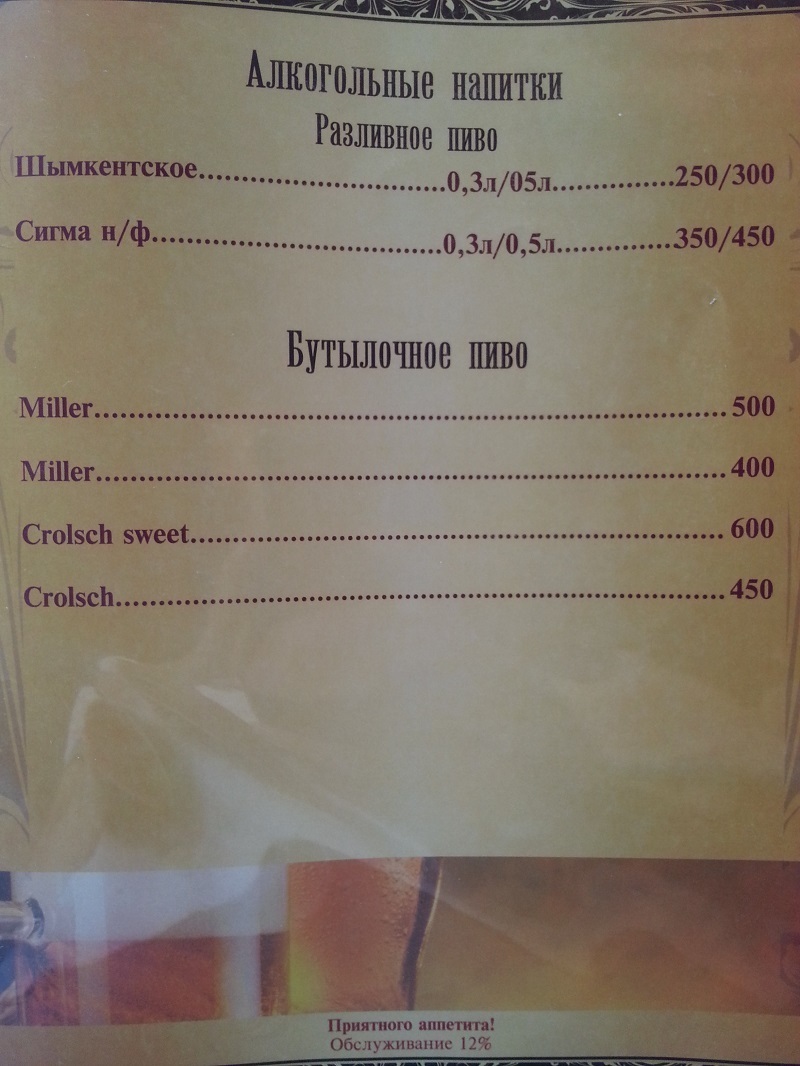 Алкогольные напитки
Разливное пиво
Шымкентское............................0,3л/05л..............250/300
Сигма н/ф.................................0,3л/0,5л.............350/450
Бутылочное пиво
Miller........................................................................500
Miller........................................................................400
Crolsch sweet............................................................600
Crolsch.....................................................................450
Приятного аппетита!
Обслуживание 12%